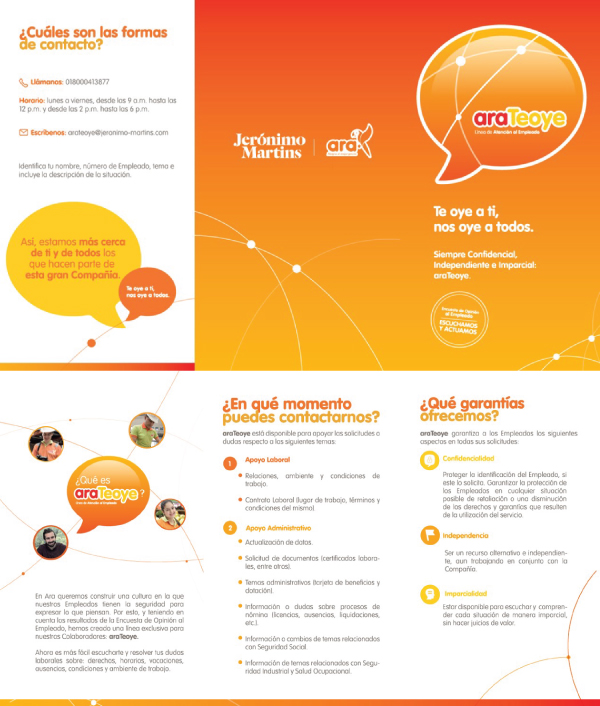 ¿Cuáles son las formas
de contacto?
Llámanos: 018000413877
Horario: lunes a viernes, desde las 9 a.m. hasta las
12 p.m. y desde las 2 p.m. hasta las 6 p.m.
Escríbenos: arateoye@jeronimo-martins.com
Identifica tu nombre, número de Empleado, tema e
incluye la descripción de la situación.
Así, estamos más cerca
de ti y de todos los
que hacen parte de
esta gran Compañía.
Te oye a ti,
nos oye a todos.
Jerónimo
Martins
ara
araTeoye
Línea de Atención al Empleado
Te oye a ti,
nos oye a todos.
Siempre Confidencial,
Independiente e Imparcial:
araTeoye.
Encuesta de Opinión
al Empleado
ESCUCHAMOS
Y ACTUAMOS
¿Qué es
araTeoye?
Línea de Atención al Empleado
En Ara queremos construir una cultura en la que
nuestros Empleados tienen la seguridad para
expresar lo que piensan. Por esto, y teniendo en
cuenta los resultados de la Encuesta de Opinión al
Empleado, hemos creado una línea exclusiva para
nuestros Colaboradores: araTeoye.
Ahora es más fácil escucharte y resolver tus dudas
laborales sobre: derechos, horarios, vacaciones,
ausencias, condiciones y ambiente de trabajo.
¿En qué momento
puedes contactarnos?
araTeoye está disponible para apoyar las solicitudes o
dudas respecto a los siguientes temas:
1 Apoyo Laboral
Relaciones, ambiente y condiciones de
trabajo.
Contrato Laboral (lugar de trabajo, términos y
condiciones del mismo).
2 Apoyo Administrativo
Actualización de datos.
Solicitud de documentos (certificados labora-
les, entre otros).
Temas administrativos (tarjeta de beneficios y
dotación).
Información o dudas sobre procesos de
nómina (licencias, ausencias, liquidaciones,
etc.).
Información o cambios de temas relacionados
con Seguridad Social.
Información de temas relacionados con Segu-
ridad Industrial y Salud Ocupacional.
¿Qué garantías
ofrecemos?
araTeoye garantiza a los Empleados los siguientes
aspectos en todas sus solicitudes:
Confidencialidad
Proteger la identificación del Empleado, si
este lo solicita. Garantizar la protección de
los Empleados en cualquier situación
posible de retaliación o una disminución
de los derechos y garantías que resulten
de la utilización del servicio.
Independencia
Ser un recurso alternativo e independien-
te, aun trabajando en conjunto con la
Compañía.
Imparcialidad
Estar disponible para escuchar y compren-
der cada situación de manera imparcial,
sin hacer juicios de valor.